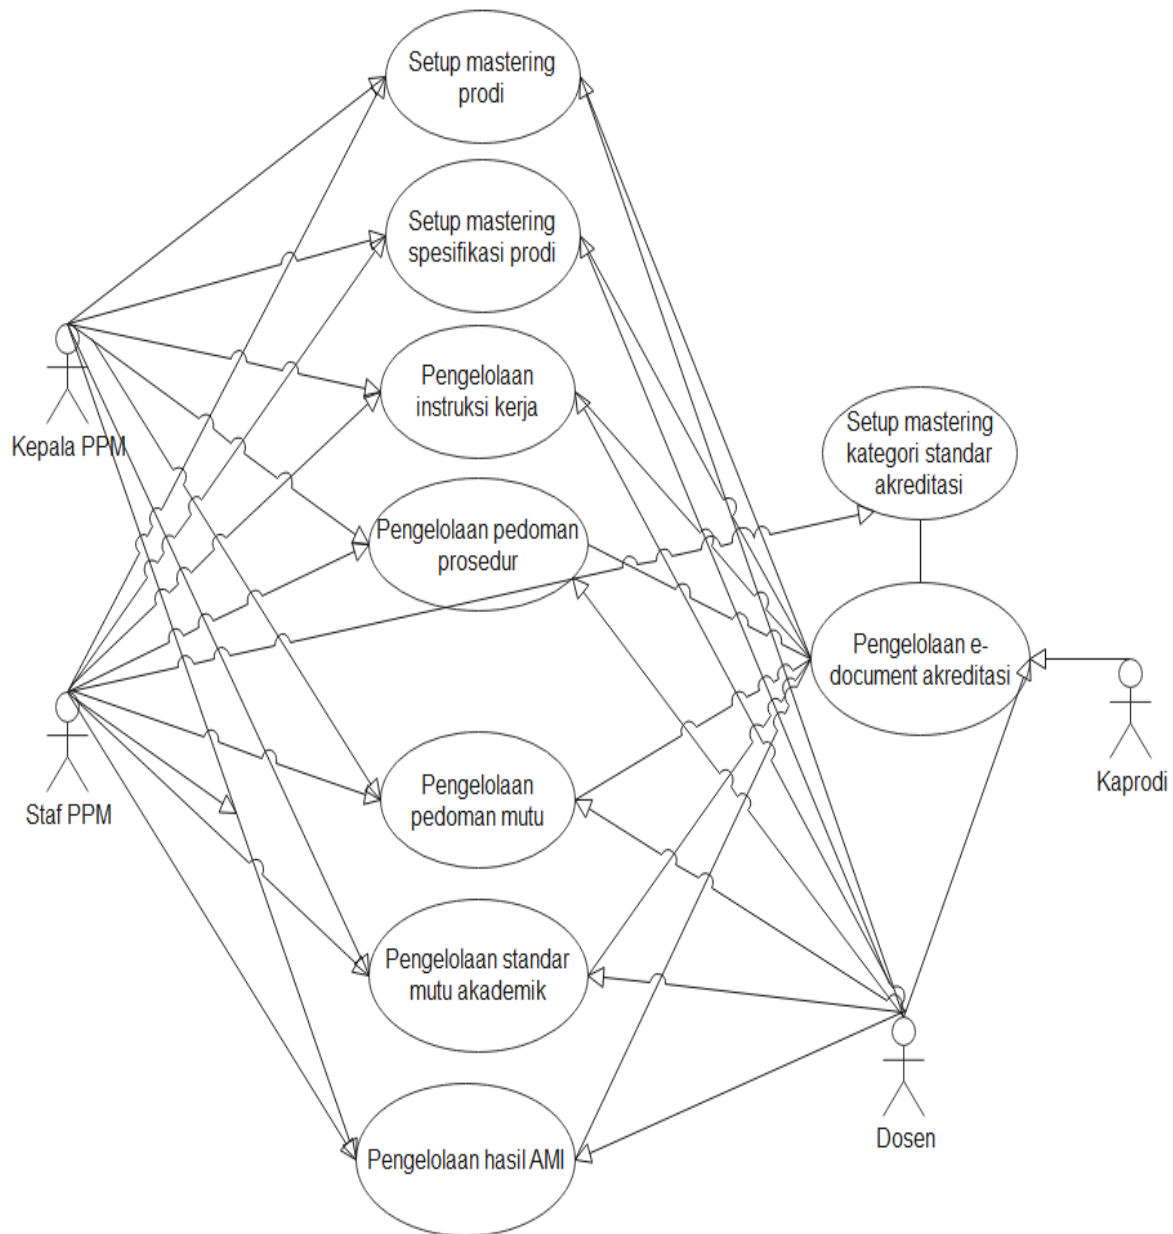 Setup mastering
prodi
Setup mastering
spesifikasi prodi
Pengelolaan
instruksi kerja
Kepala PPM
Setup mastering
kategori standar
akreditasi
Pengelolaan pedoman
prosedur
Pengelolaan e-
document akreditasi
Kaprodi
Staf PPM
Pengelolaan
pedoman mutu
Pengelolaan standar
mutu akademik
Dosen
Pengelolaan hasil AMI